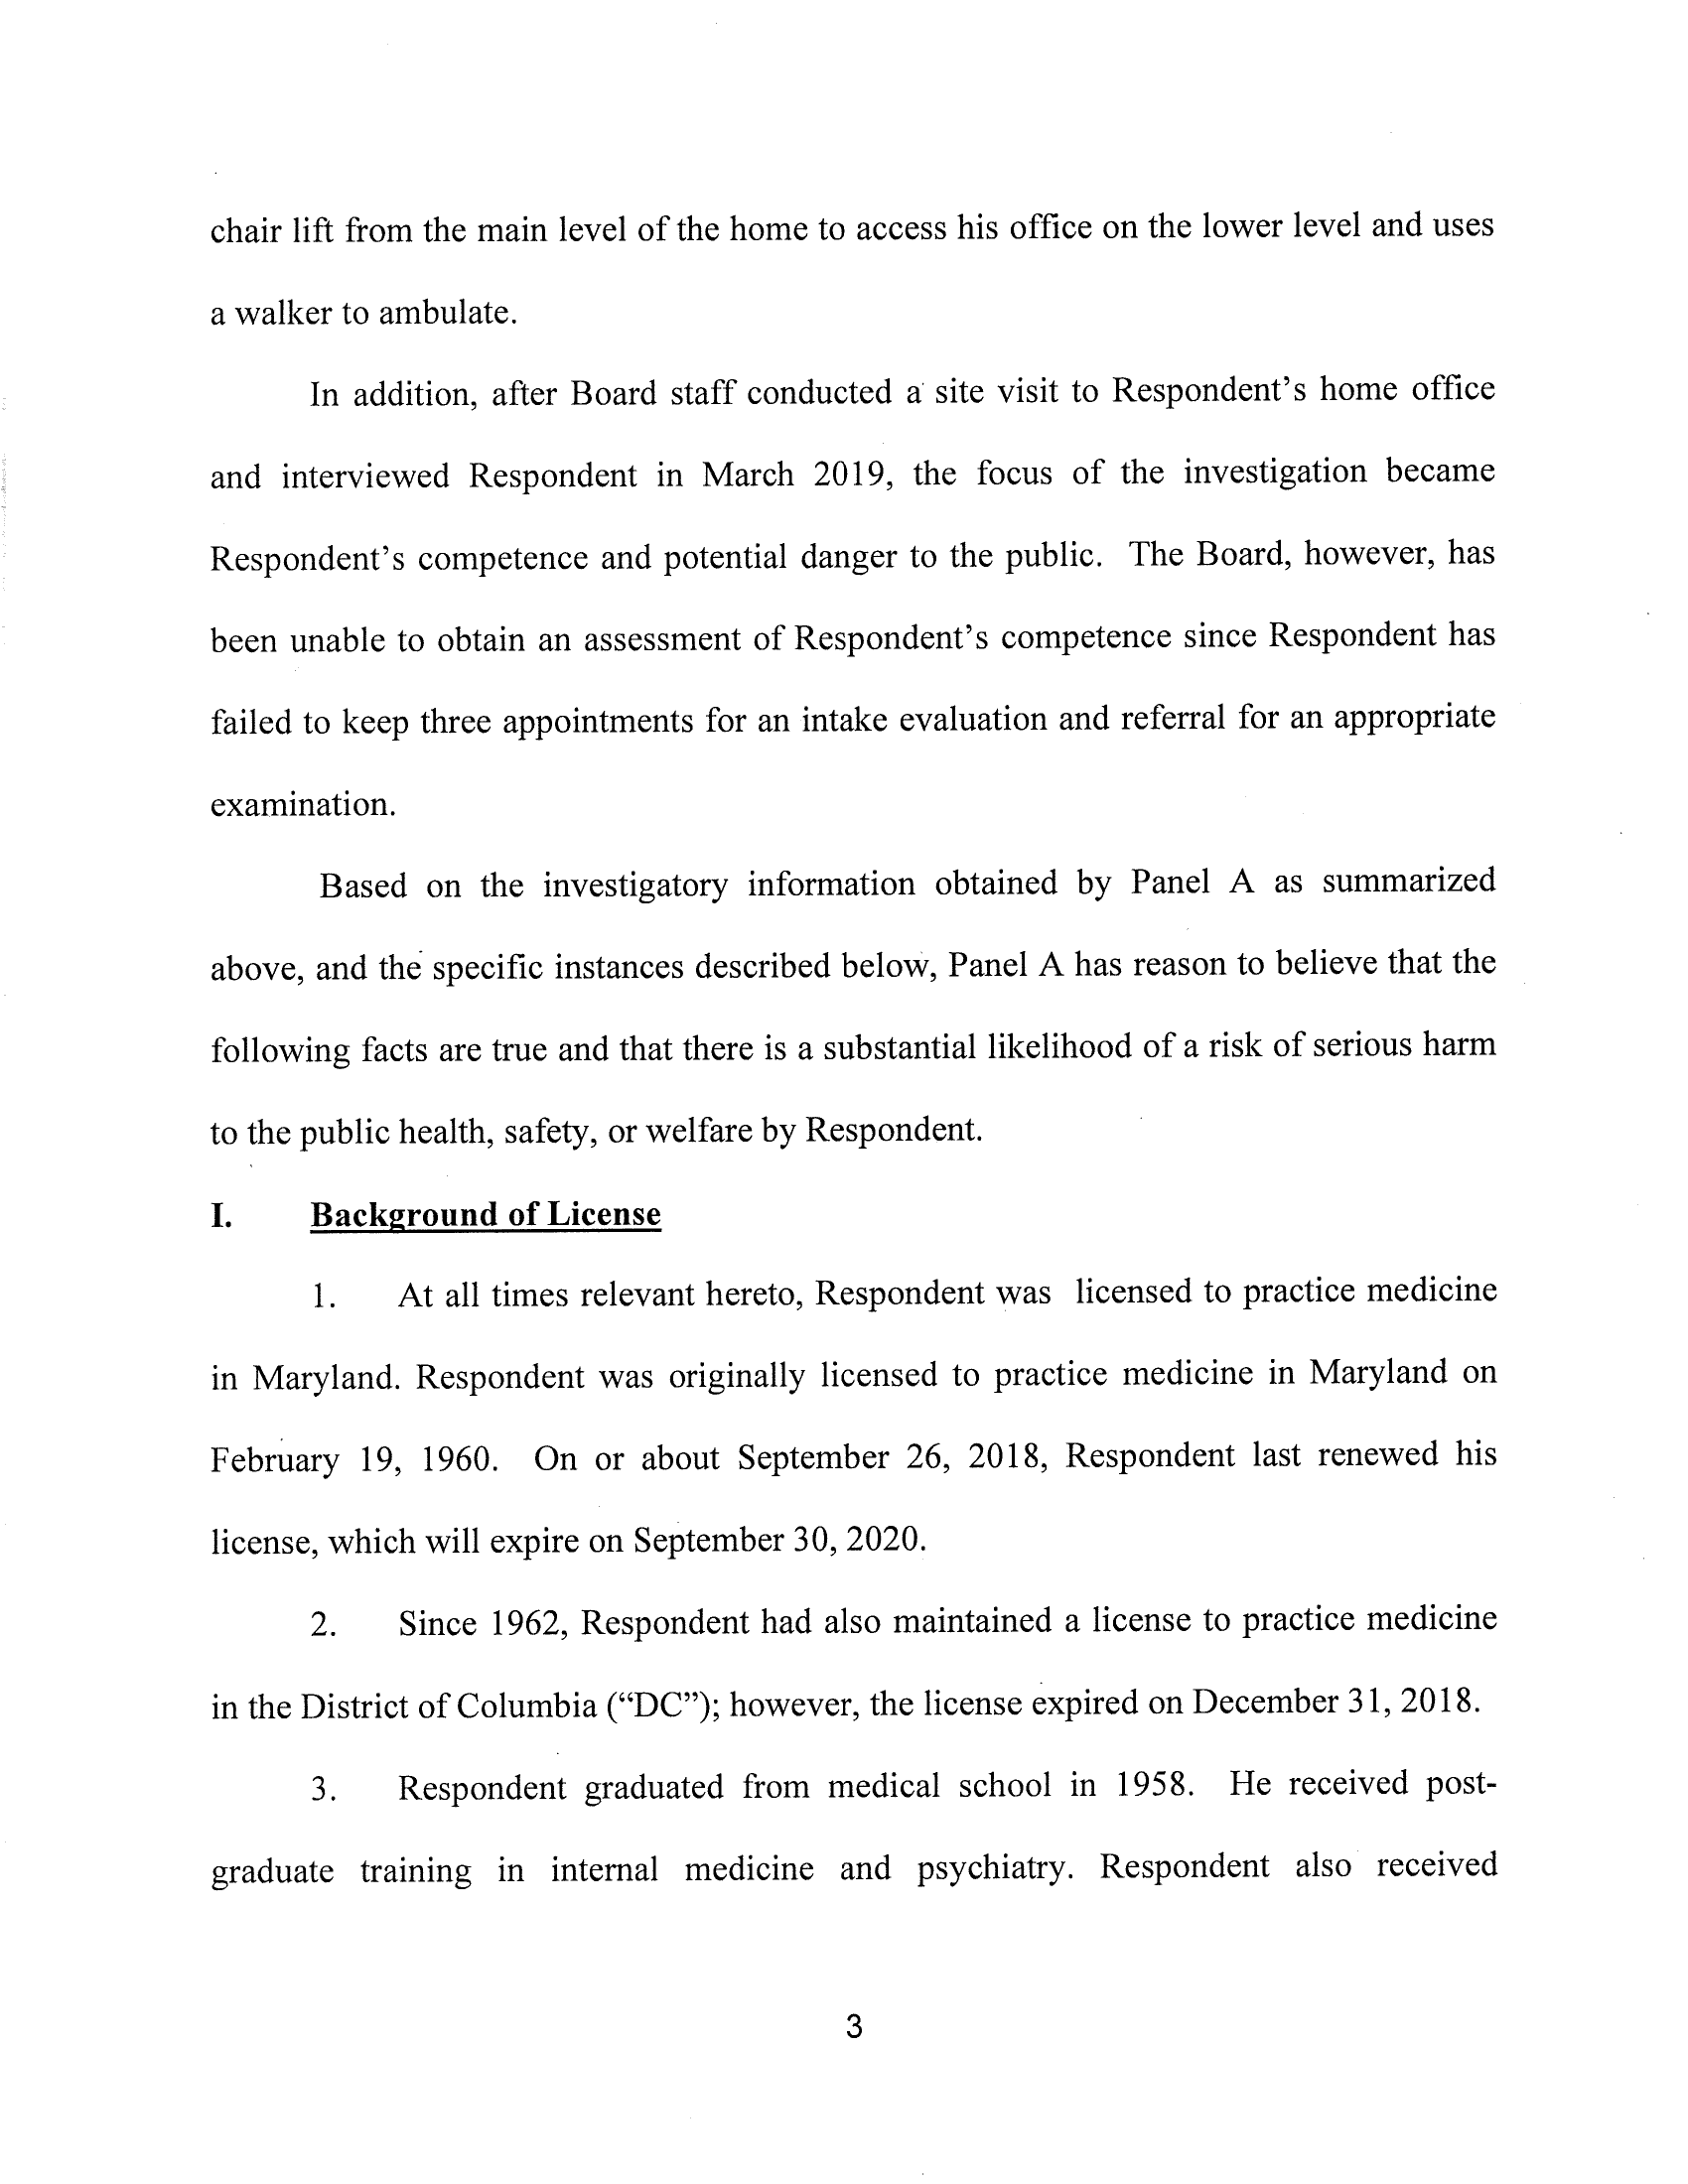 chair lift from the main level of the home to access his office on the lower level and uses
a walker to ambulate.
In addition, after Board staff conducted a site visit to Respondent's home office
and interviewed Respondent in March 2019, the focus of the investigation became
Respondent's competence and potential danger to the public. The Board, however, has
been unable to obtain an assessment of Respondent's competence since Respondent has
failed to keep three appointments for an intake evaluation and referral for an appropriate
examination.
Based on the investigatory information obtained by Panel A as summarized
above, and the specific instances described below, Panel A has reason to believe that the
following facts are true and that there is a substantial likelihood of a risk of serious harm
to the public health, safety, or welfare by Respondent.
I. Background of License
1. At all times relevant hereto, Respondent was licensed to practice medicine
in Maryland. Respondent was originally licensed to practice medicine in Maryland on
February 19, 1960. On or about September 26, 2018, Respondent last renewed his
license, which will expire on September 30, 2020.
2. Since 1962, Respondent had also maintained a license to practice medicine
in the District of Columbia ("DC"); however, the license expired on December 31, 2018.
3. Respondent graduated from medical school in 1958. He received post-
graduate training in internal medicine and psychiatry. Respondent also received
3